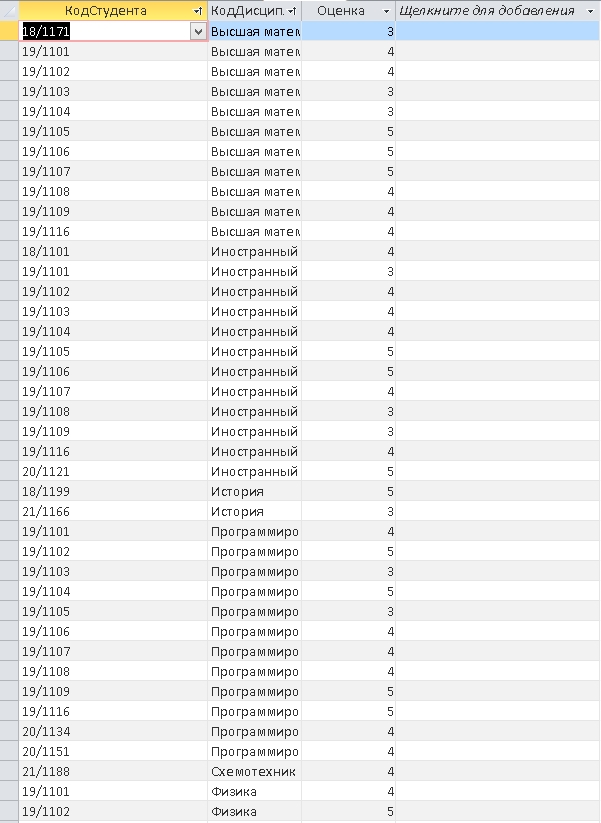 КодСтудента КодДисцип. Оценка Щелкните для добавления
18/1171 Высшая матем 3
19/1101 Высшая матем 4
19/1102 Высшая матем 4
19/1103 Высшая матем 3
19/1104 Высшая матем 3
19/1105 Высшая матем 5
19/1106 Высшая матем 5
19/1107 Высшая матем 5
19/1108 Высшая матем 4
19/1109 Высшая матем 4
19/1116 Высшая матем 4
18/1101 Иностранный 4
19/1101 Иностранный 3
19/1102 Иностранный 4
19/1103 Иностранный 4
19/1104 Иностранный 4
19/1105 Иностранный 5
19/1106 Иностранный 5
19/1107 Иностранный 4
19/1108 Иностранный 3
19/1109 Иностранный 3
19/1116 Иностранный 4
20/1121 Иностранный 5
18/1199 История 5
21/1166 История 3
19/1101 Программиро 4
19/1102 Программиро 5
19/1103 Программиро 3
19/1104 Программиро 5
19/1105 Программиро 3
19/1106 Программиро 4
19/1107 Программиро 4
19/1108 Программиро 4
19/1109 Программиро 5
19/1116 Программиро 5
20/1134 Программиро 4
20/1151 Программиро 4
21/1188 Схемотехник 4
19/1101 Физика 4
19/1102 Физика 5